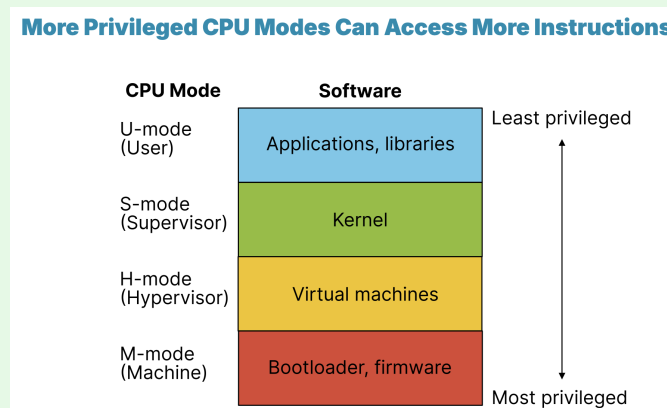 More Privileged CPU Modes Can Access More Instructions
CPU Mode Software
Least privileged
U-mode
(User)
Applications, libraries
S-mode
(Supervisor)
Kernel
H-mode
(Hypervisor)
Virtual machines
M-mode
(Machine)
Bootloader, firmware
Most privileged